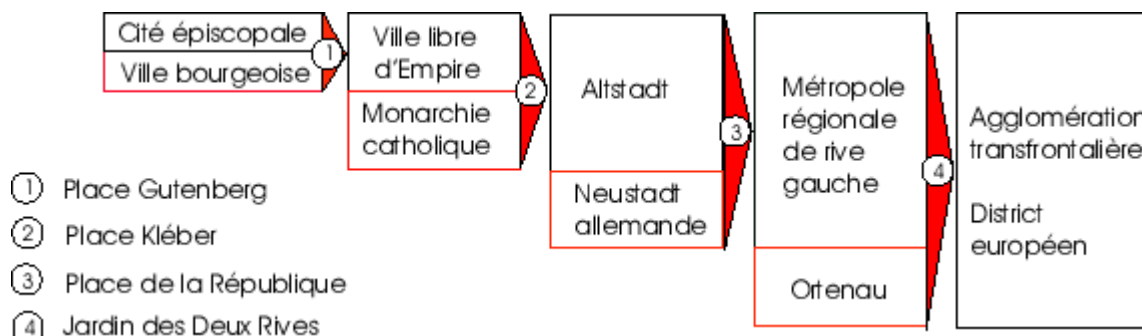 Cité épiscopale
Ville bourgeoise
1
Ville libre
d'Empire
Monarchie
catholique
2
Altstadt
Neustadt
allemande
3
Métropole
régionale
de rive
gauche
Ortenau
4
Agglomération
transfrontalière
District
européen
1 Place Gutenberg
2 Place Kléber
3 Place de la République
4 Jardin des Deux Rives